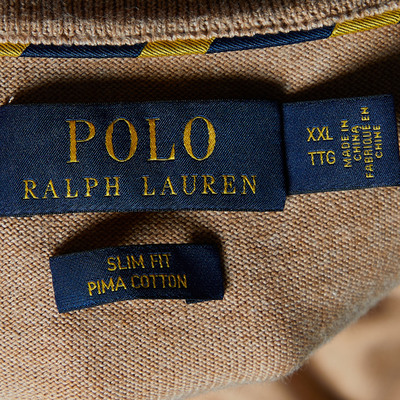 POLO
RALPH LAUREN
XXL
TTG
MADE IN
CHINA
FABRIQUÉ EN
CHINE
SLIM FIT
PIMA COTTON